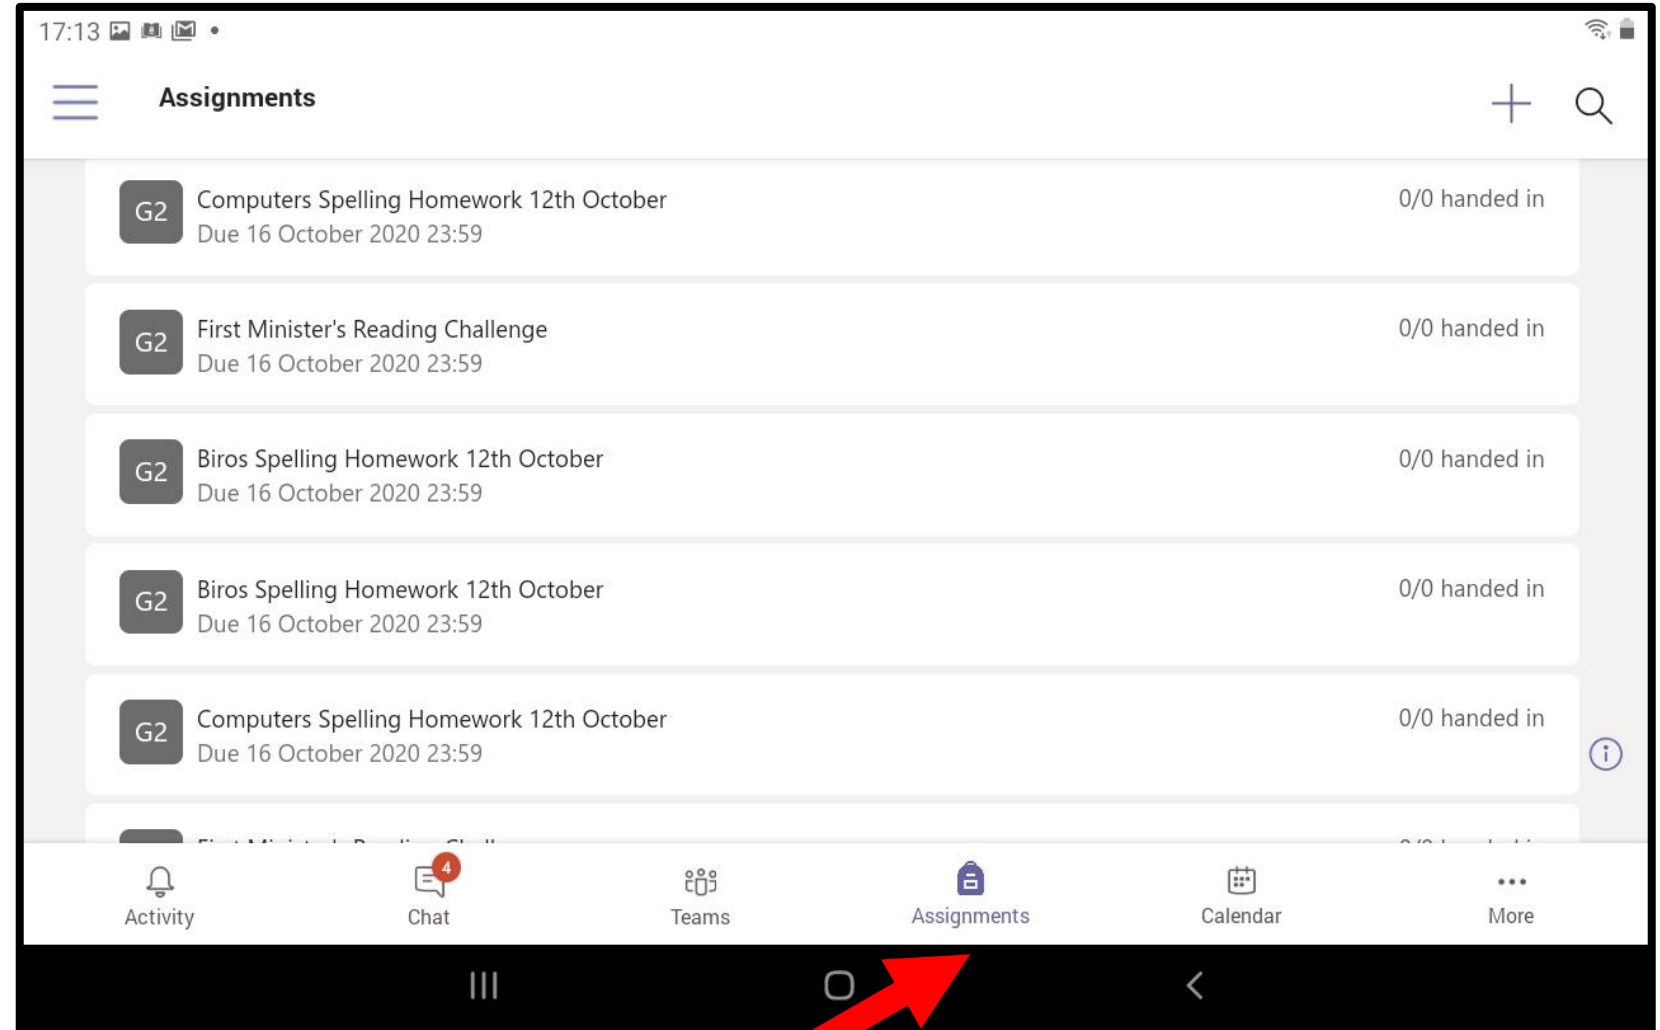 17:13
Assignments
G2
Computers Spelling Homework 12th October
0/0 handed in
Due 16 October 2020 23:59
G2
First Minister's Reading Challenge
0/0 handed in
Due 16 October 2020 23:59
G2
Biros Spelling Homework 12th October
0/0 handed in
Due 16 October 2020 23:59
G2
Biros Spelling Homework 12th October
0/0 handed in
Due 16 October 2020 23:59
G2
Computers Spelling Homework 12th October
0/0 handed in
Due 16 October 2020 23:59
4
Activity
Chat
Teams
Assignments
Calendar
More